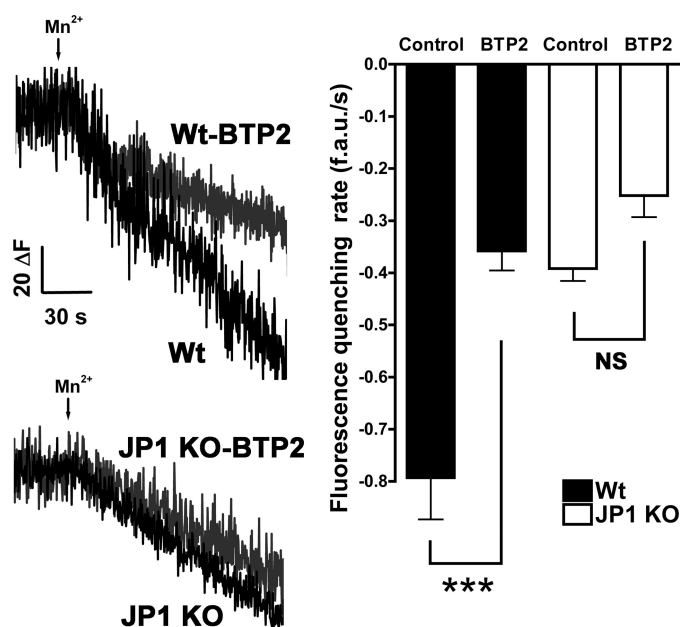 Mn2+
Wt-BTP2
20 ΔF
30 s
Wt
Mn2+
JP1 KO-BTP2
JP1 KO
Control BTP2 Control BTP2
Fluorescence quenching rate (f.a.u./s)
0.0
-0.1
-0.2
-0.3
-0.4
-0.5
-0.6
-0.7
-0.8
NS
***
Wt
JP1 KO